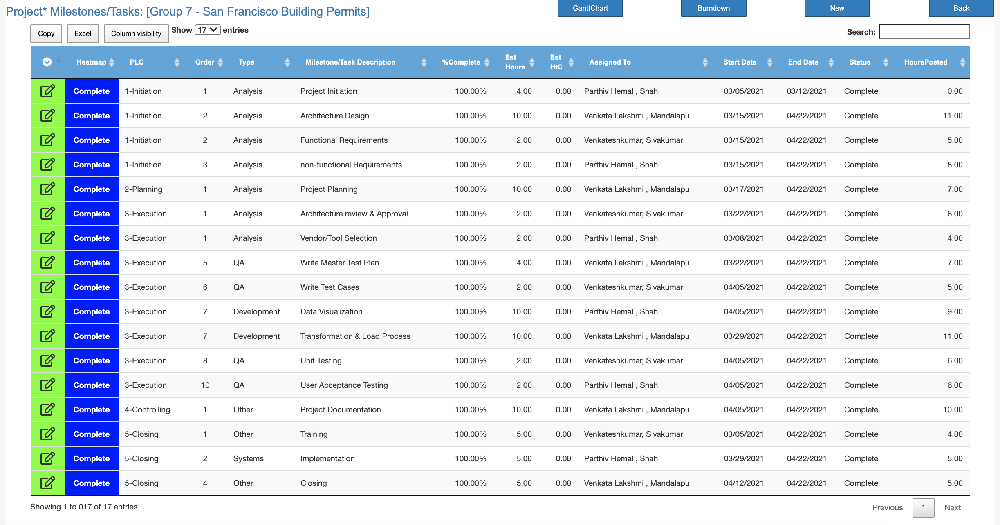 Project* Milestones/Tasks: [Group 7 - San Francisco Building Permits] GanttChart Burndown New Back
Copy Excel Column visibility Show 17 entries Search:
Heatmap PLC Order Type Milestone/Task Description %Complete Est Hours Est HtC Assigned To Start Date End Date Status HoursPosted
Complete 1-Initiation 1 Analysis Project Initiation 100.00% 4.00 0.00 Parthiv Hemal , Shah 03/05/2021 03/12/2021 Complete 0.00
Complete 1-Initiation 2 Analysis Architecture Design 100.00% 10.00 0.00 Venkata Lakshmi , Mandalapu 03/15/2021 04/22/2021 Complete 11.00
Complete 1-Initiation 2 Analysis Functional Requirements 100.00% 2.00 0.00 Venkateshkumar, Sivakumar 03/15/2021 04/22/2021 Complete 5.00
Complete 1-Initiation 3 Analysis non-functional Requirements 100.00% 2.00 0.00 Parthiv Hemal , Shah 03/15/2021 04/22/2021 Complete 8.00
Complete 2-Planning 1 Analysis Project Planning 100.00% 10.00 0.00 Venkata Lakshmi , Mandalapu 03/17/2021 04/22/2021 Complete 7.00
Complete 3-Execution 1 Analysis Architecture review & Approval 100.00% 2.00 0.00 Venkateshkumar, Sivakumar 03/22/2021 04/22/2021 Complete 6.00
Complete 3-Execution 1 Analysis Vendor/Tool Selection 100.00% 2.00 0.00 Parthiv Hemal , Shah 03/08/2021 04/22/2021 Complete 4.00
Complete 3-Execution 5 QA Write Master Test Plan 100.00% 4.00 0.00 Venkata Lakshmi , Mandalapu 03/22/2021 04/22/2021 Complete 7.00
Complete 3-Execution 6 QA Write Test Cases 100.00% 2.00 0.00 Venkateshkumar, Sivakumar 04/05/2021 04/22/2021 Complete 5.00
Complete 3-Execution 7 Development Data Visualization 100.00% 10.00 0.00 Parthiv Hemal , Shah 04/05/2021 04/22/2021 Complete 9.00
Complete 3-Execution 7 Development Transformation & Load Process 100.00% 10.00 0.00 Venkata Lakshmi , Mandalapu 03/29/2021 04/22/2021 Complete 11.00
Complete 3-Execution 8 QA Unit Testing 100.00% 2.00 0.00 Venkateshkumar, Sivakumar 04/05/2021 04/22/2021 Complete 6.00
Complete 3-Execution 10 QA User Acceptance Testing 100.00% 2.00 0.00 Parthiv Hemal , Shah 04/05/2021 04/22/2021 Complete 6.00
Complete 4-Controlling 1 Other Project Documentation 100.00% 10.00 0.00 Venkata Lakshmi , Mandalapu 04/05/2021 04/22/2021 Complete 10.00
Complete 5-Closing 1 Other Training 100.00% 5.00 0.00 Venkateshkumar, Sivakumar 03/05/2021 04/22/2021 Complete 4.00
Complete 5-Closing 2 Systems Implementation 100.00% 5.00 0.00 Parthiv Hemal , Shah 03/29/2021 04/22/2021 Complete 5.00
Complete 5-Closing 4 Other Closing 100.00% 5.00 0.00 Venkata Lakshmi , Mandalapu 04/12/2021 04/22/2021 Complete 5.00
Showing 1 to 017 of 17 entries Previous 1 Next